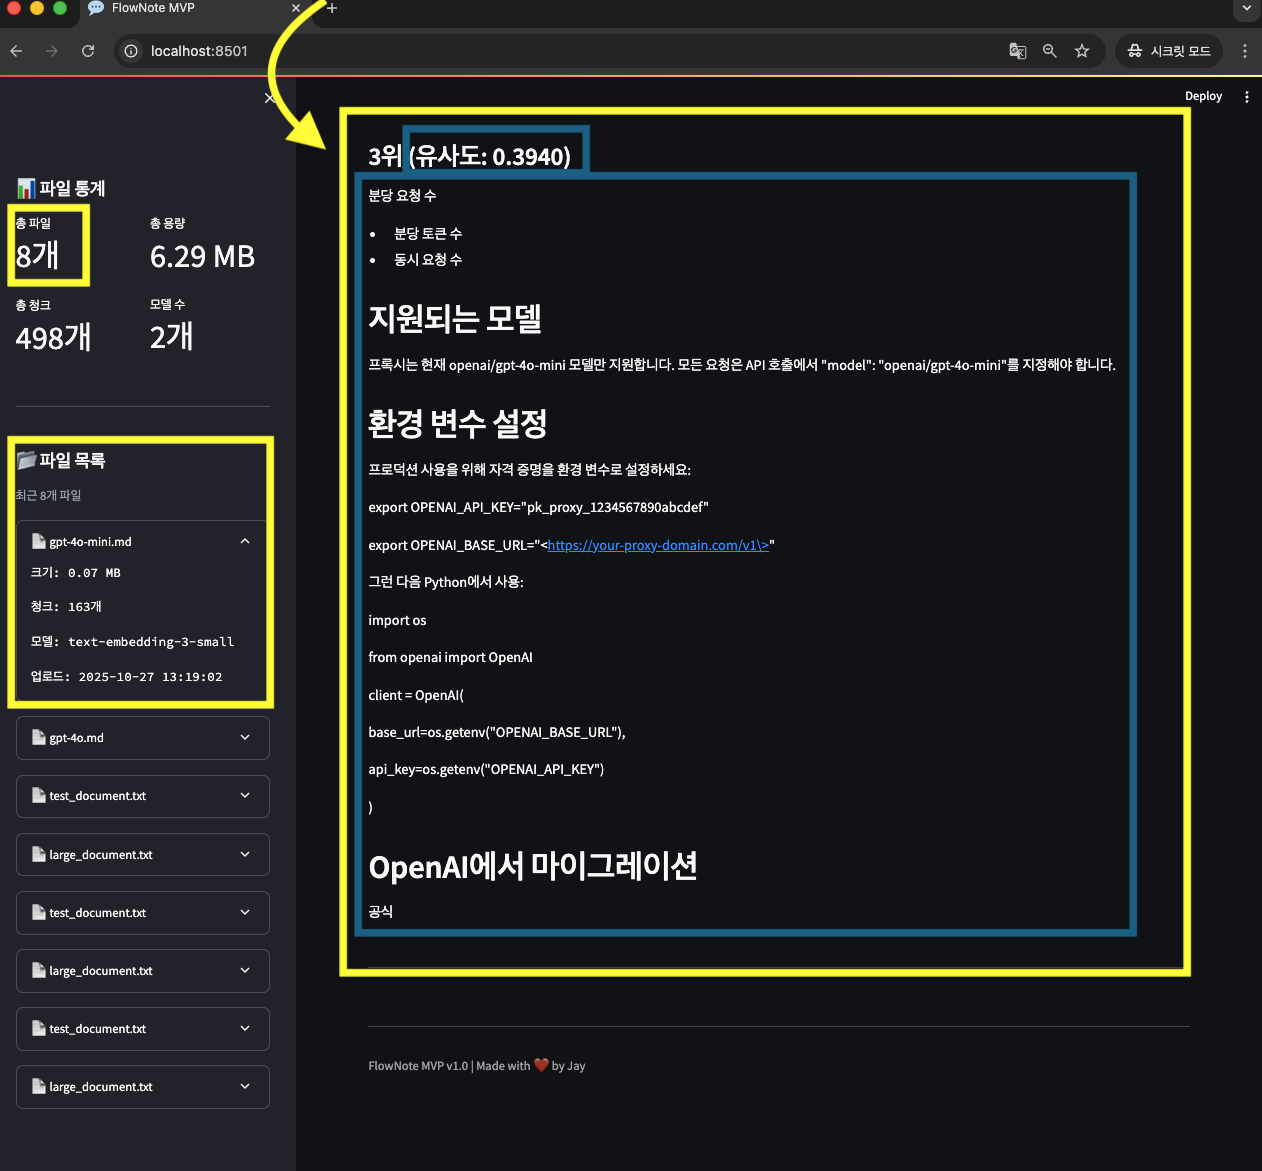 FlowNote MVP
localhost:8501
시크릿 모드
Deploy
파일 통계
총 파일
8개
총 용량
6.29 MB
총 청크
498개
모델 수
2개
파일 목록
최근 8개 파일
gpt-4o-mini.md
크기: 0.07 MB
청크: 163개
모델: text-embedding-3-small
업로드: 2025-10-27 13:19:02
gpt-4o.md
test_document.txt
large_document.txt
test_document.txt
large_document.txt
test_document.txt
large_document.txt
3위 (유사도: 0.3940)
분당 요청 수
• 분당 토큰 수
• 동시 요청 수
지원되는 모델
프록시는 현재 openai/gpt-4o-mini 모델만 지원합니다. 모든 요청은 API 호출에서 "model": "openai/gpt-4o-mini"를 지정해야 합니다.
환경 변수 설정
프로덕션 사용을 위해 자격 증명을 환경 변수로 설정하세요:
export OPENAI_API_KEY="pk_proxy_1234567890abcdef"
export OPENAI_BASE_URL="<https://your-proxy-domain.com/v1\>"
그런 다음 Python에서 사용:
import os
from openai import OpenAI
client = OpenAI(
base_url=os.getenv("OPENAI_BASE_URL"),
api_key=os.getenv("OPENAI_API_KEY")
)
OpenAI에서 마이그레이션
공식
FlowNote MVP v1.0 | Made with ❤️ by Jay